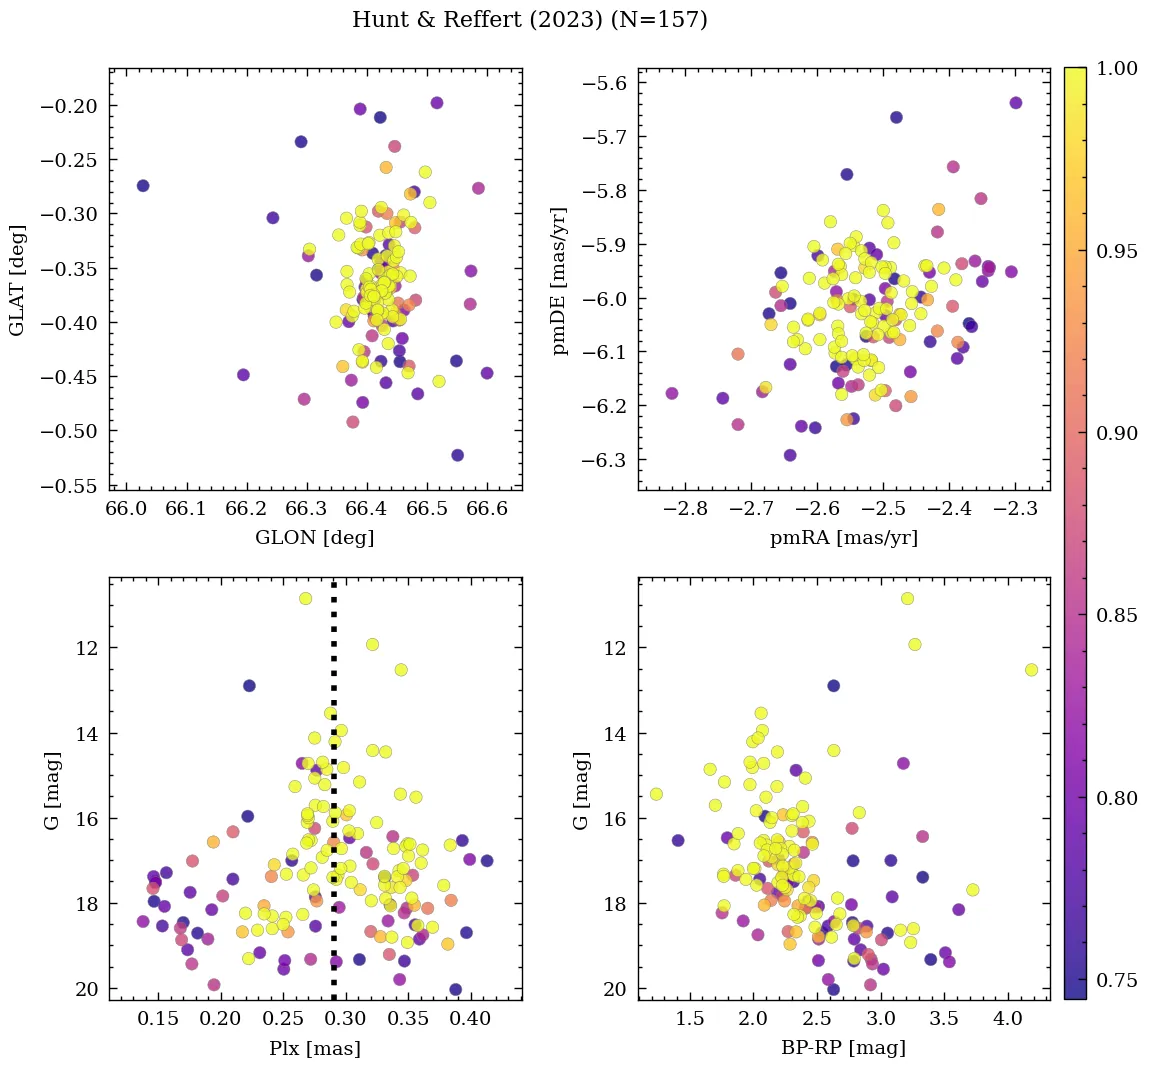 Hunt & Reffert (2023) (N=157)
−0.20
−0.25
−0.30
−0.35
−0.40
−0.45
−0.50
−0.55
GLAT [deg]
66.0 66.1 66.2 66.3 66.4 66.5 66.6
GLON [deg]
−5.6
−5.7
−5.8
−5.9
−6.0
−6.1
−6.2
−6.3
pmDE [mas/yr]
−2.8 −2.7 −2.6 −2.5 −2.4 −2.3
pmRA [mas/yr]
12
14
16
18
20
G [mag]
0.15 0.20 0.25 0.30 0.35 0.40
Plx [mas]
12
14
16
18
20
G [mag]
1.5 2.0 2.5 3.0 3.5 4.0
BP-RP [mag]
1.00
0.95
0.90
0.85
0.80
0.75